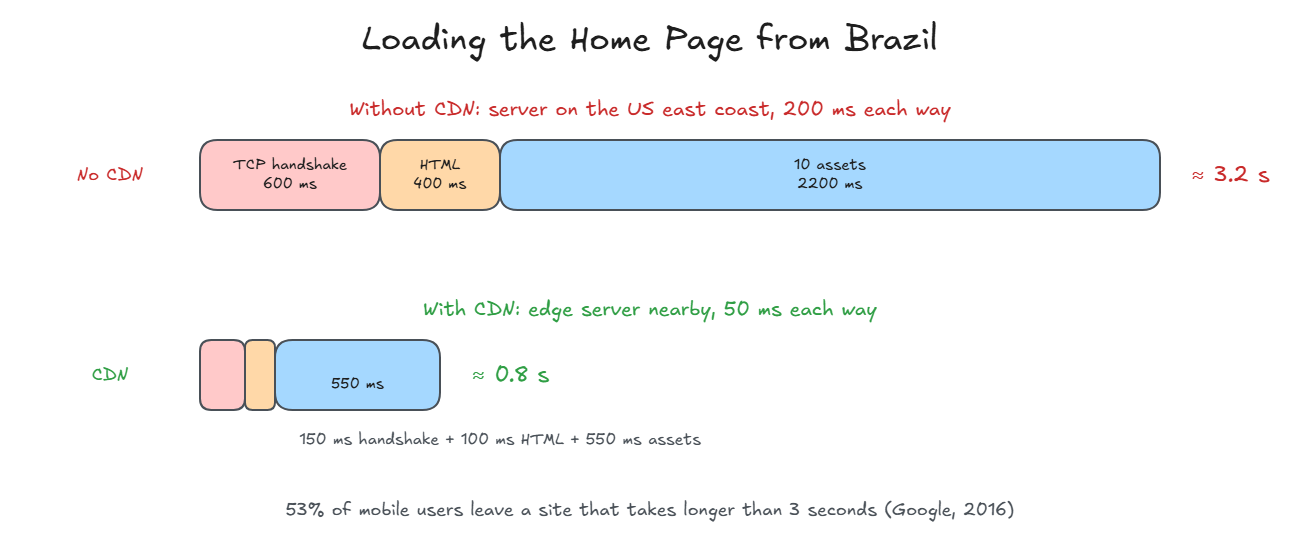 Loading the Home Page from Brazil
Without CDN: server on the US east coast, 200 ms each way
No CDN
TCP handshake
600 ms
HTML
400 ms
10 assets
2200 ms
≈ 3.2 s
With CDN: edge server nearby, 50 ms each way
CDN
550 ms
≈ 0.8 s
150 ms handshake + 100 ms HTML + 550 ms assets
53% of mobile users leave a site that takes longer than 3 seconds (Google, 2016)